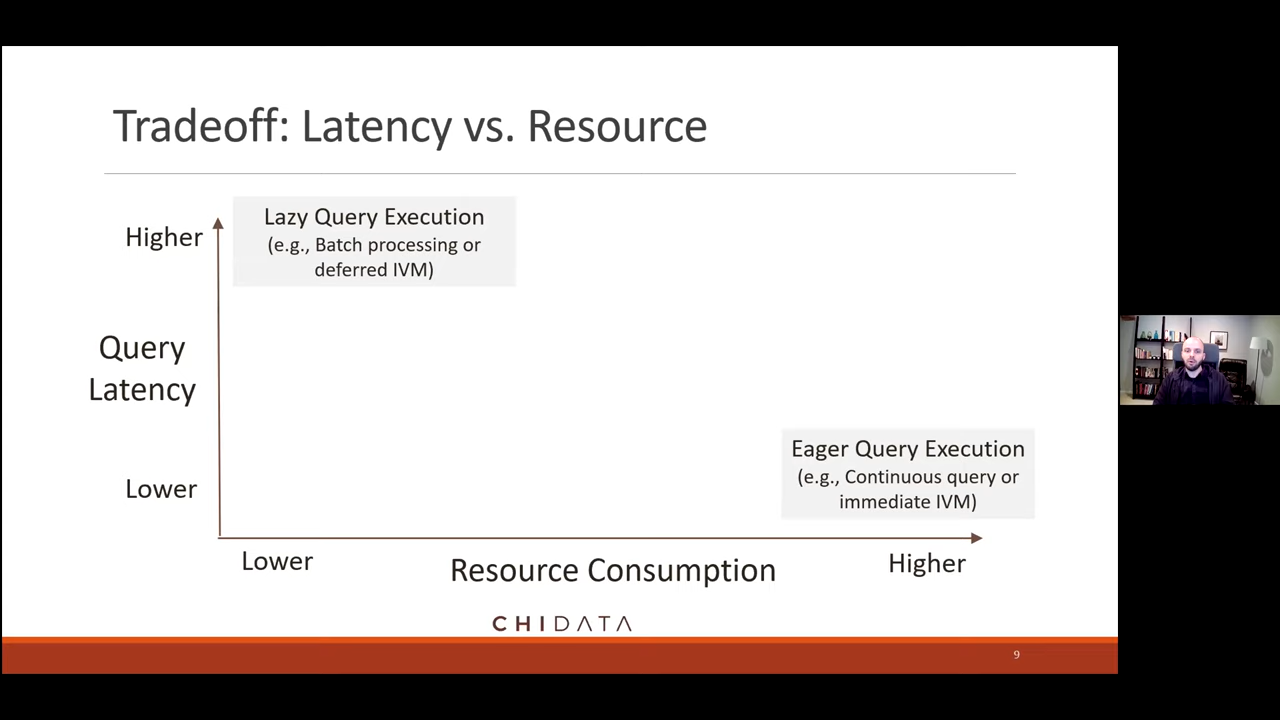 Tradeoff: Latency vs. Resource
Higher
Lazy Query Execution
(e.g., Batch processing or
deferred IVM)
Query
Latency
Lower
Eager Query Execution
(e.g., Continuous query or
immediate IVM)
Lower
Resource Consumption
Higher
CHIDATA
9